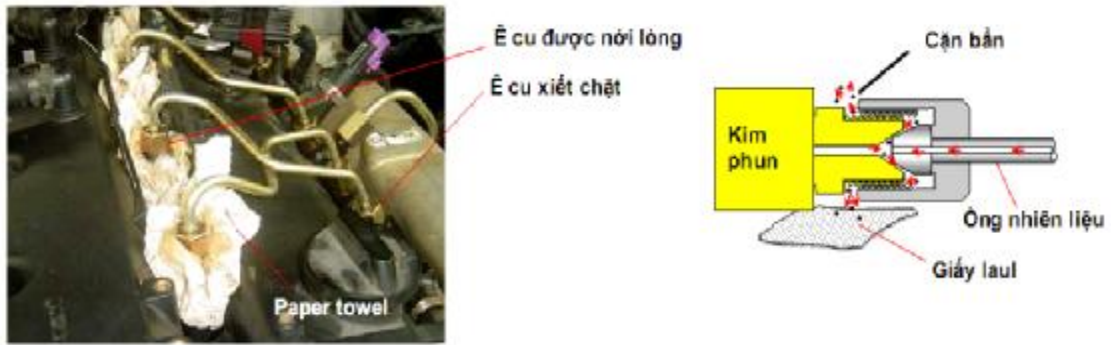 Ê cu được nới lỏng
Ê cu xiết chặt
Paper towel
Cặn bẩn
Kim
phun
Ống nhiên liệu
Giấy laul